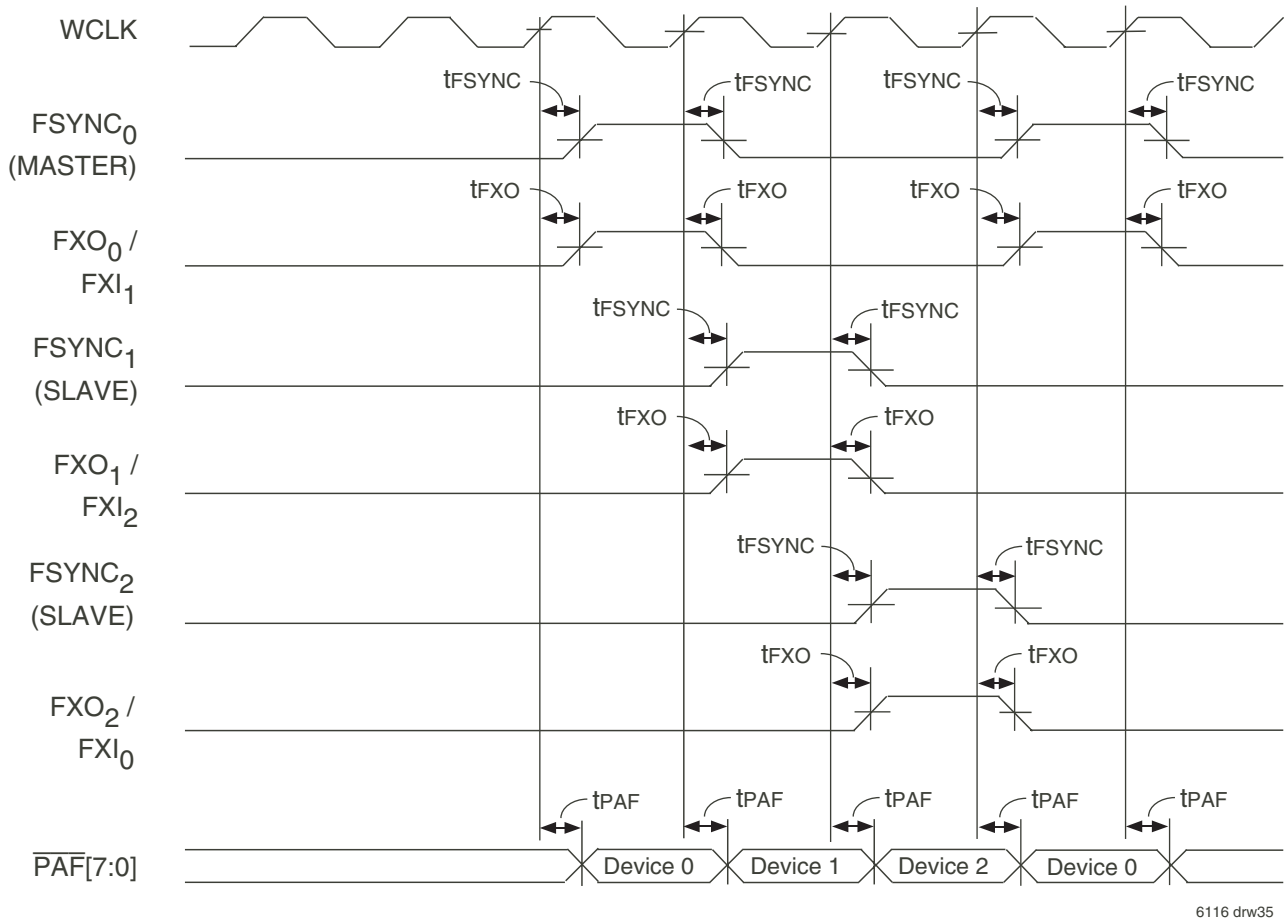 WCLK
tFSYNC tFSYNC tFSYNC tFSYNC
FSYNC0
(MASTER)
tFXO tFXO tFXO tFXO
FXO0 /
FXI1
tFSYNC tFSYNC
FSYNC1
(SLAVE)
tFXO tFXO
FXO1 /
FXI2
tFSYNC tFSYNC
FSYNC2
(SLAVE)
tFXO tFXO
FXO2 /
FXI0
tPAF tPAF tPAF tPAF tPAF
PAF[7:0] Device 0 Device 1 Device 2 Device 0
6116 drw35